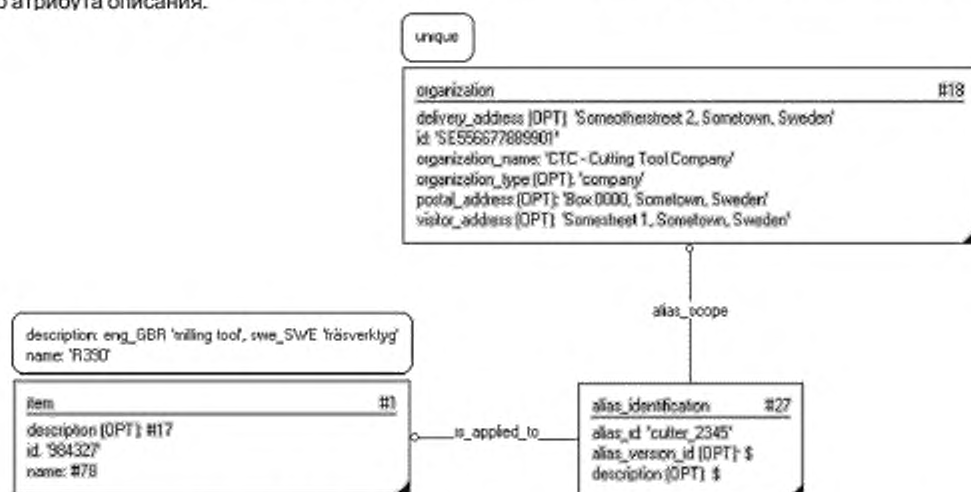 атрибута описания.
unique
organization #18
delivery_address (OPT): 'Someotherstreet 2, Sometown, Sweden'
id: 'SE556677889901'
organization_name: 'CTC - Cutting Tool Company'
organization_type (OPT): 'company'
postal_address (OPT): 'Box 0000, Sometown, Sweden'
visitor_address (OPT): 'Somestreet 1, Sometown, Sweden'
alias_scope
description: eng_GBR 'milling tool', swe_SWE 'fräsverktyg'
name: 'R390'
item #1
description (OPT): #17
id: '984327'
name: #78
is_applied_to
alias_identification #27
alias_id: 'cutter_2345'
alias_version_id (OPT): $
description (OPT): $